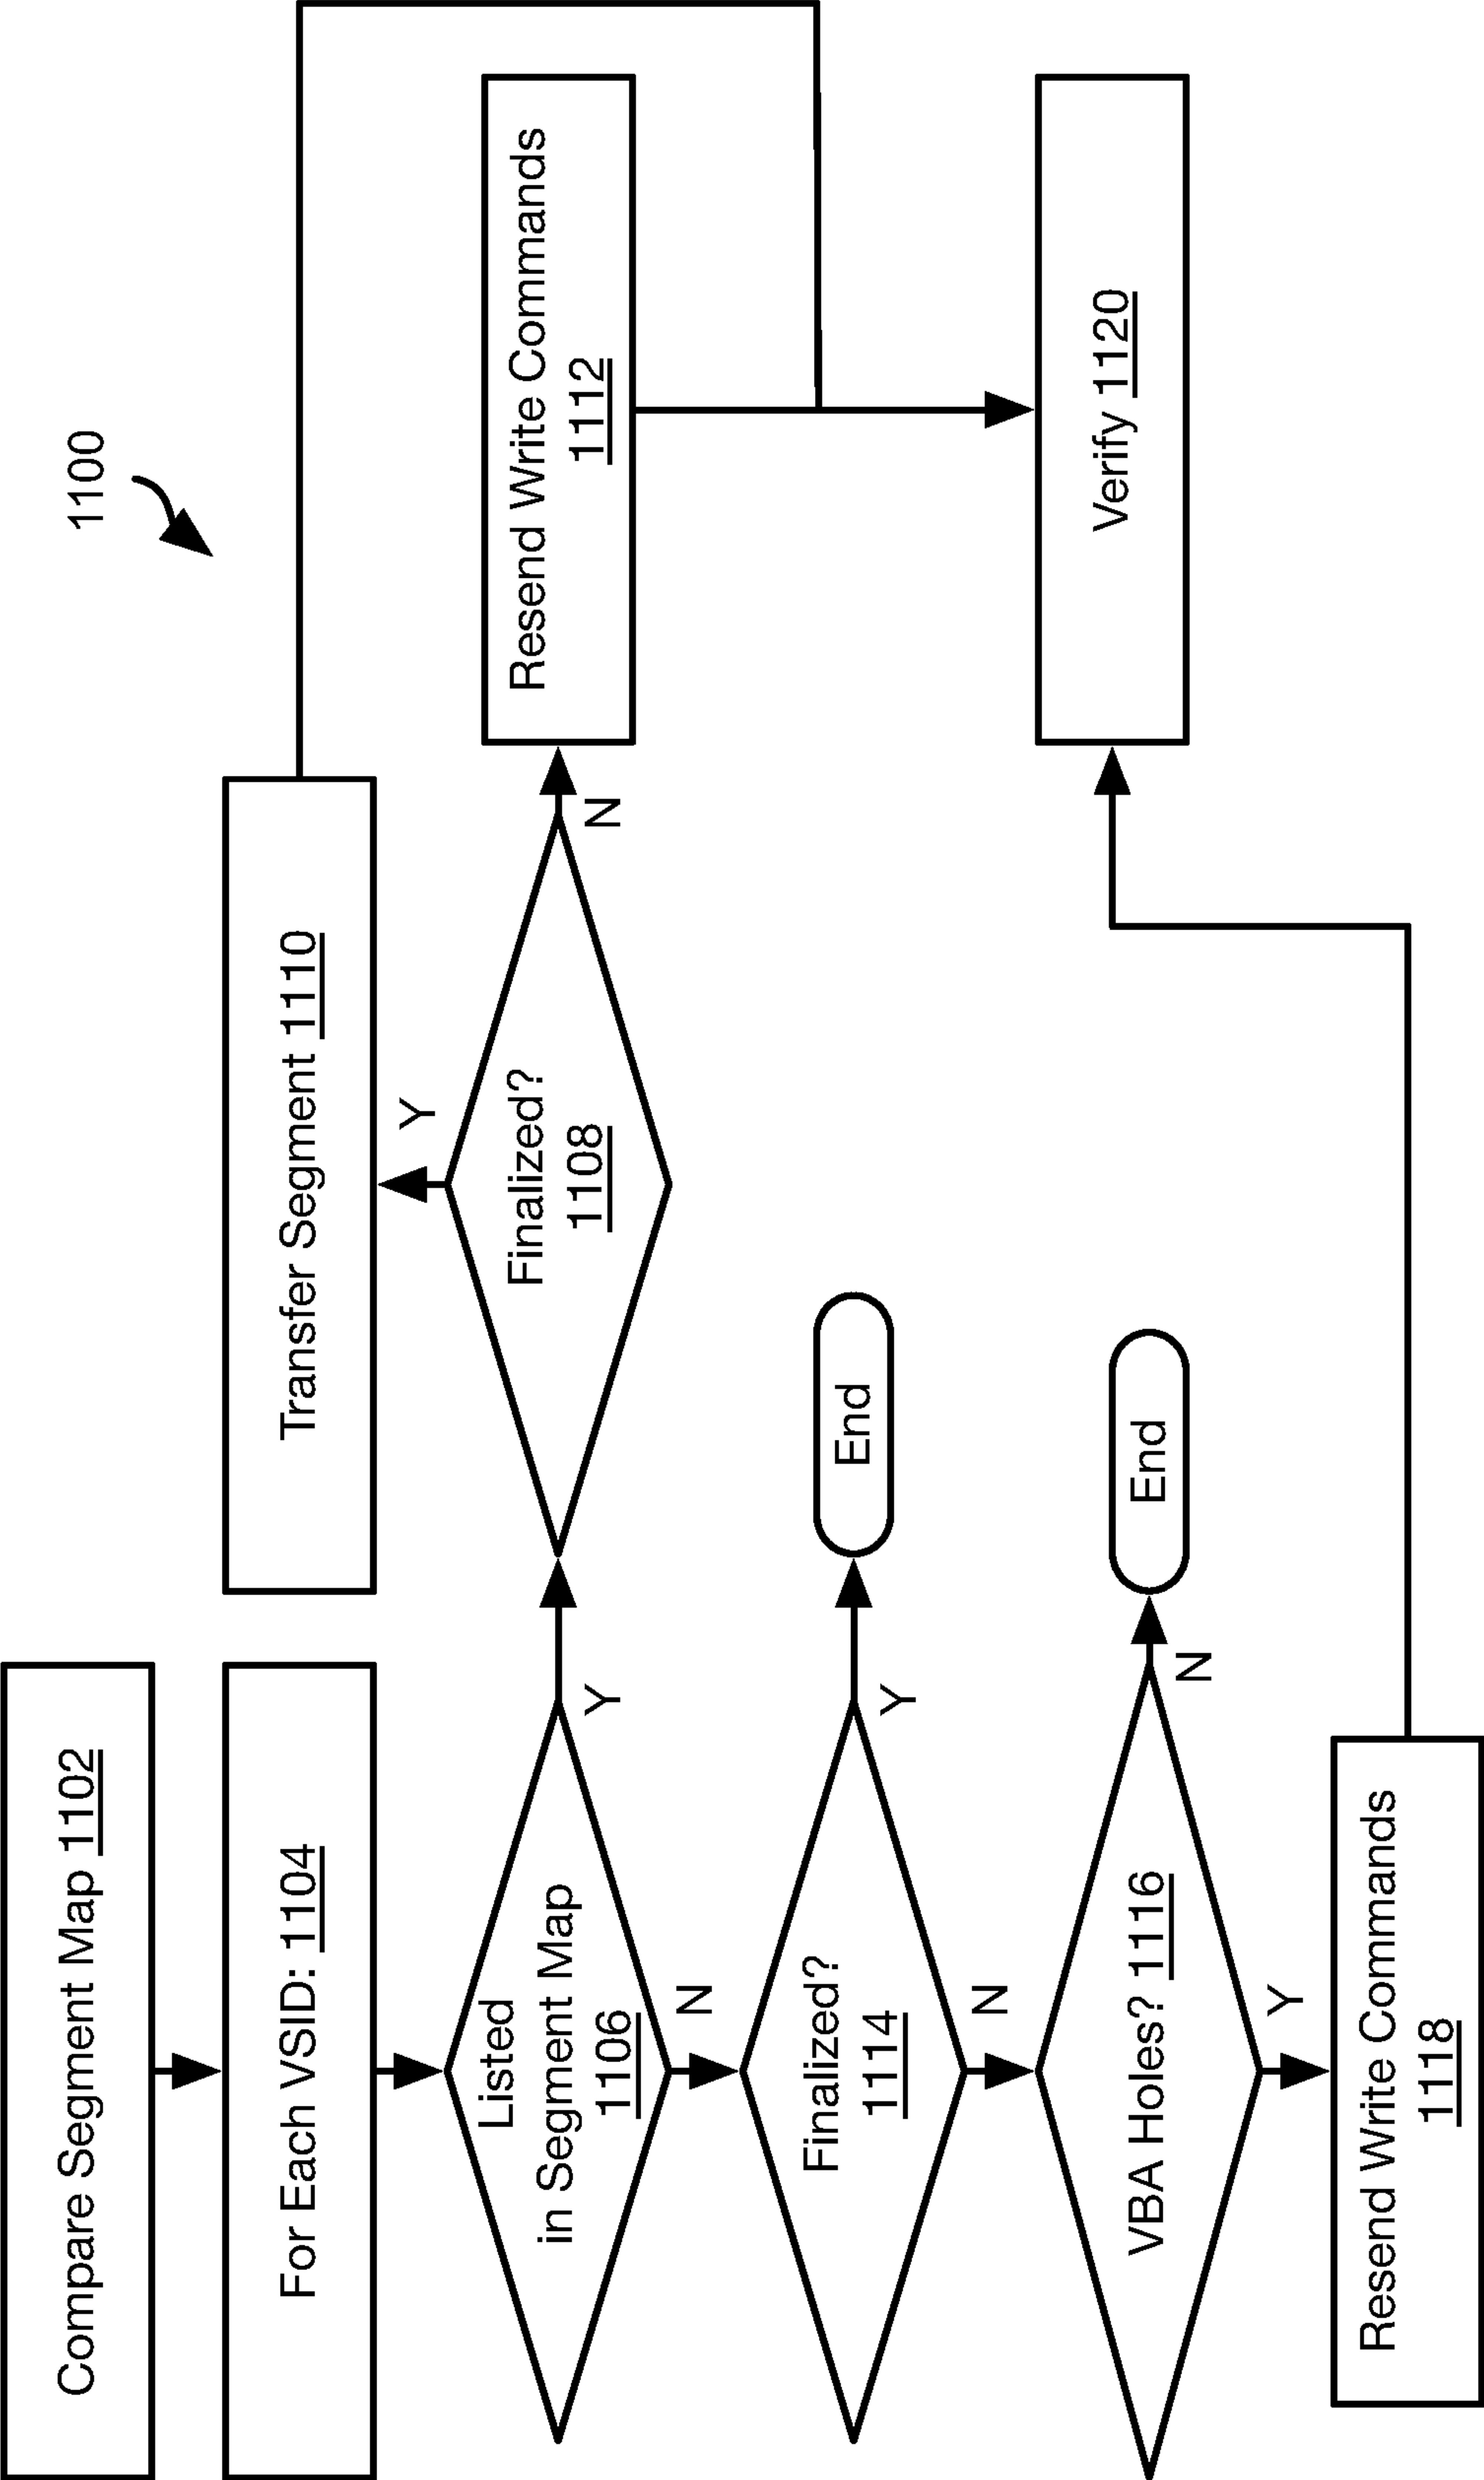 1100
Compare Segment Map 1102
For Each VSID: 1104
Transfer Segment 1110
Listed
in Segment Map
1106
Y
N
Finalized?
1108
Y
N
Resend Write Commands
1112
Finalized?
1114
Y
N
End
VBA Holes? 1116
N
Y
End
Verify 1120
Resend Write Commands
1118